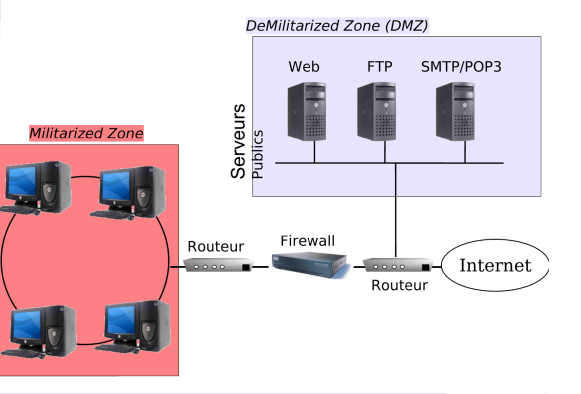 DeMilitarized Zone (DMZ)
Web
FTP
SMTP/POP3
Serveurs
Publics
Militarized Zone
Routeur
Firewall
Routeur
Internet